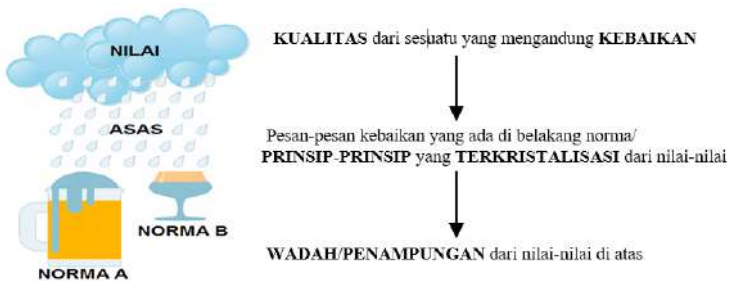 NILAI
KUALITAS dari sesuatu yang mengandung KEBAIKAN
ASAS
Pesan-pesan kebaikan yang ada di belakang norma/
PRINSIP-PRINSIP yang TERKRISTALISASI dari nilai-nilai
NORMA B
WADAH/PENAMPUNGAN dari nilai-nilai di atas
NORMA A